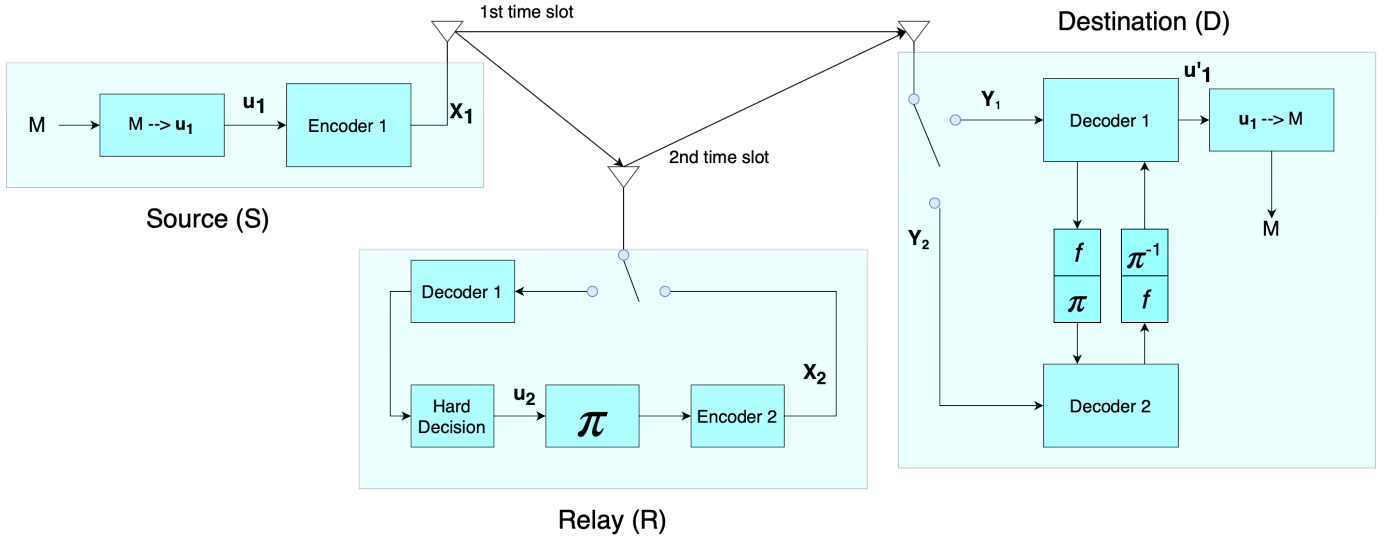 1st time slot
Destination (D)
M
M --> u₁
u₁
Encoder 1
X₁
Source (S)
2nd time slot
Y₁
Decoder 1
u'₁
u₁ --> M
M
Y₂
f
π
π⁻¹
f
Decoder 2
Decoder 1
Hard
Decision
u₂
π
Encoder 2
X₂
Relay (R)